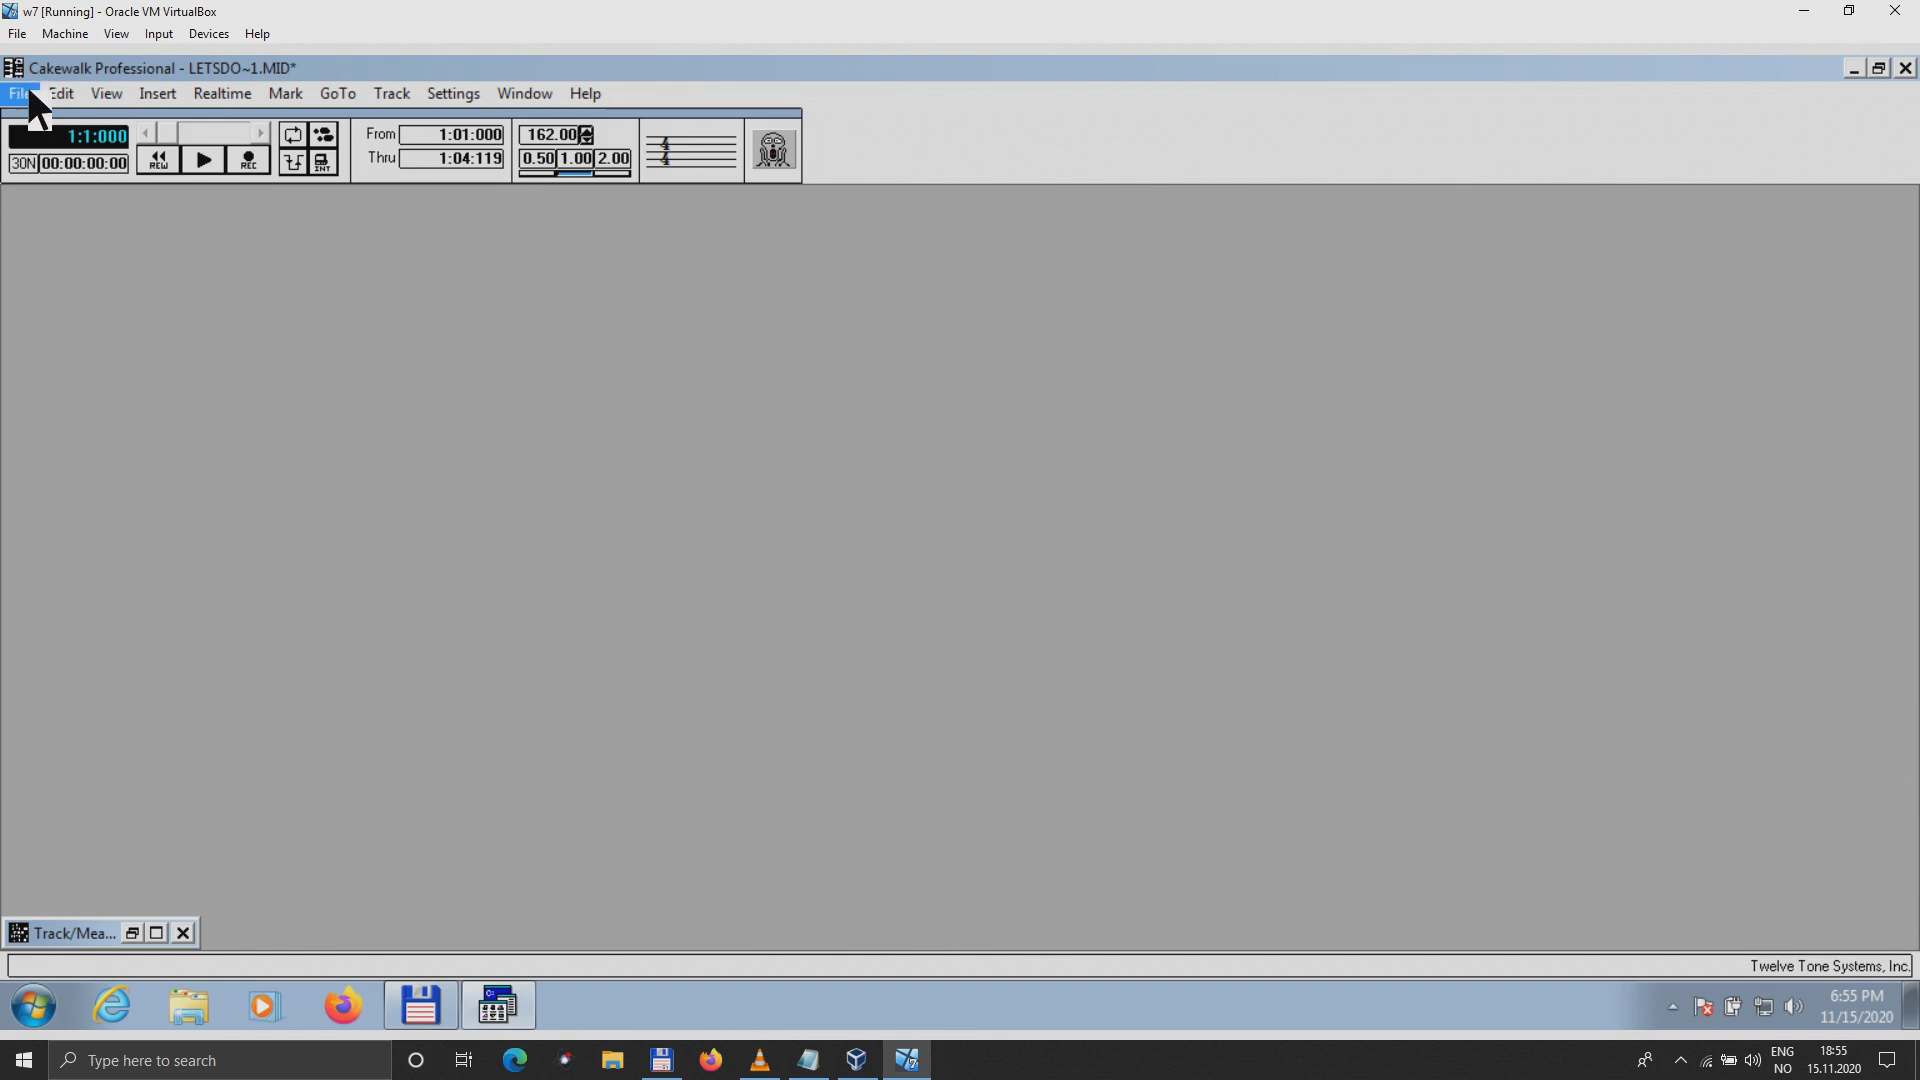 w7 [Running] - Oracle VM VirtualBox
File Machine View Input Devices Help
Cakewalk Professional - LETSDO~1.MID*
File Edit View Insert Realtime Mark GoTo Track Settings Window Help
1:1:000
From 1:01:000
162.00
4
4
30N 00:00:00:00
REW
REC
INT
Thru 1:04:119
0.50 1.00 2.00
Track/Mea...
Twelve Tone Systems, Inc.
6:55 PM
11/15/2020
Type here to search
ENG
NO
18:55
15.11.2020